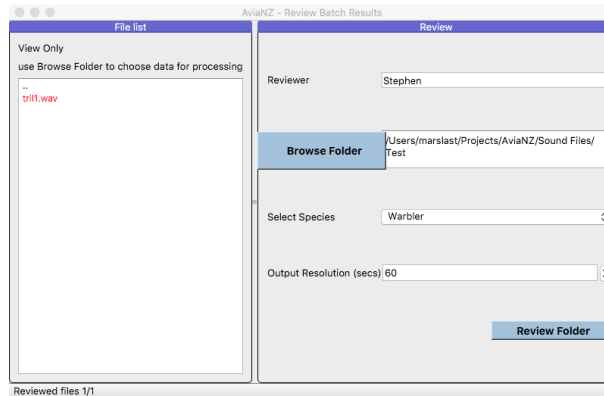 AviaNZ - Review Batch Results
File list
View Only
use Browse Folder to choose data for processing
..
tril1.wav
Review
Reviewer
Stephen
Browse Folder
/Users/marslast/Projects/AviaNZ/Sound Files/
Test
Select Species
Warbler
Output Resolution (secs)
60
Review Folder
Reviewed files 1/1